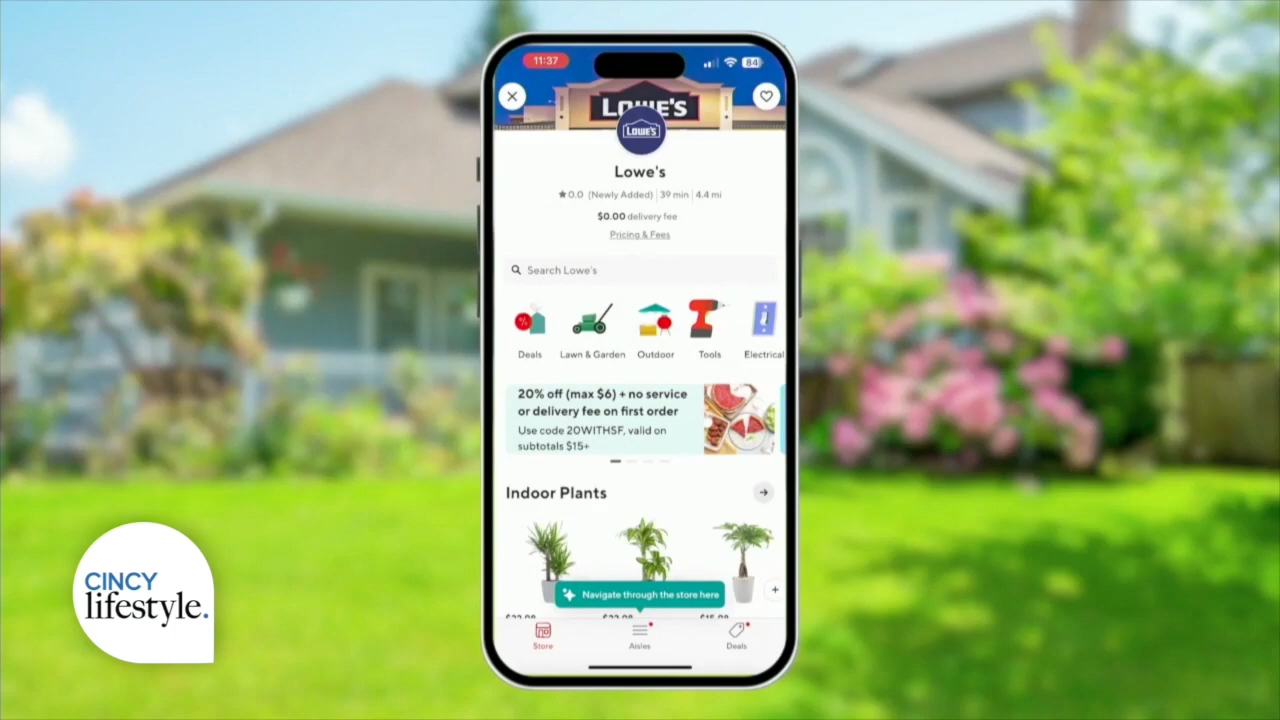 11:37
84
LOWE'S
LOWE'S
Lowe's
★0.0 (Newly Added) | 39 min | 4.4 mi
$0.00 delivery fee
Pricing & Fees
Search Lowe's
Deals
Lawn & Garden
Outdoor
Tools
Electrical
20% off (max $6) + no service
or delivery fee on first order
Use code 20WITHSF, valid on
subtotals $15+
Indoor Plants
Navigate through the store here
Store
Aisles
Deals
CINCY
lifestyle.